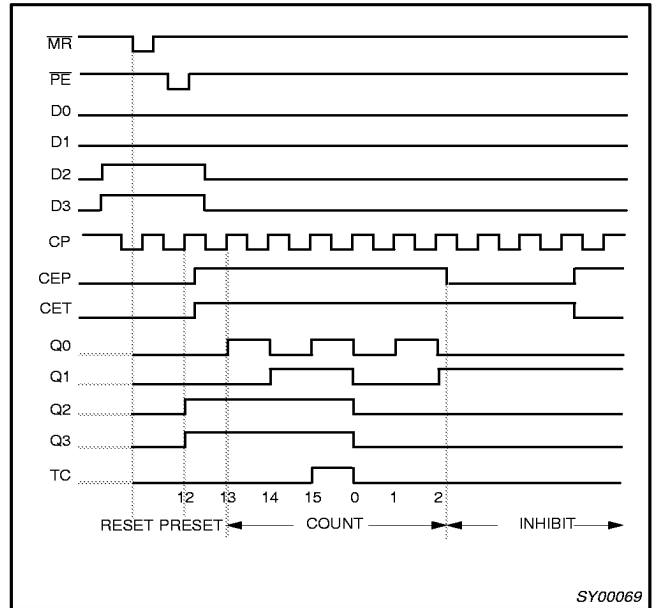 MR
PE
D0
D1
D2
D3
CP
CEP
CET
Q0
Q1
Q2
Q3
TC
12 13 14 15 0 1 2
RESET PRESET COUNT INHIBIT
SY00069